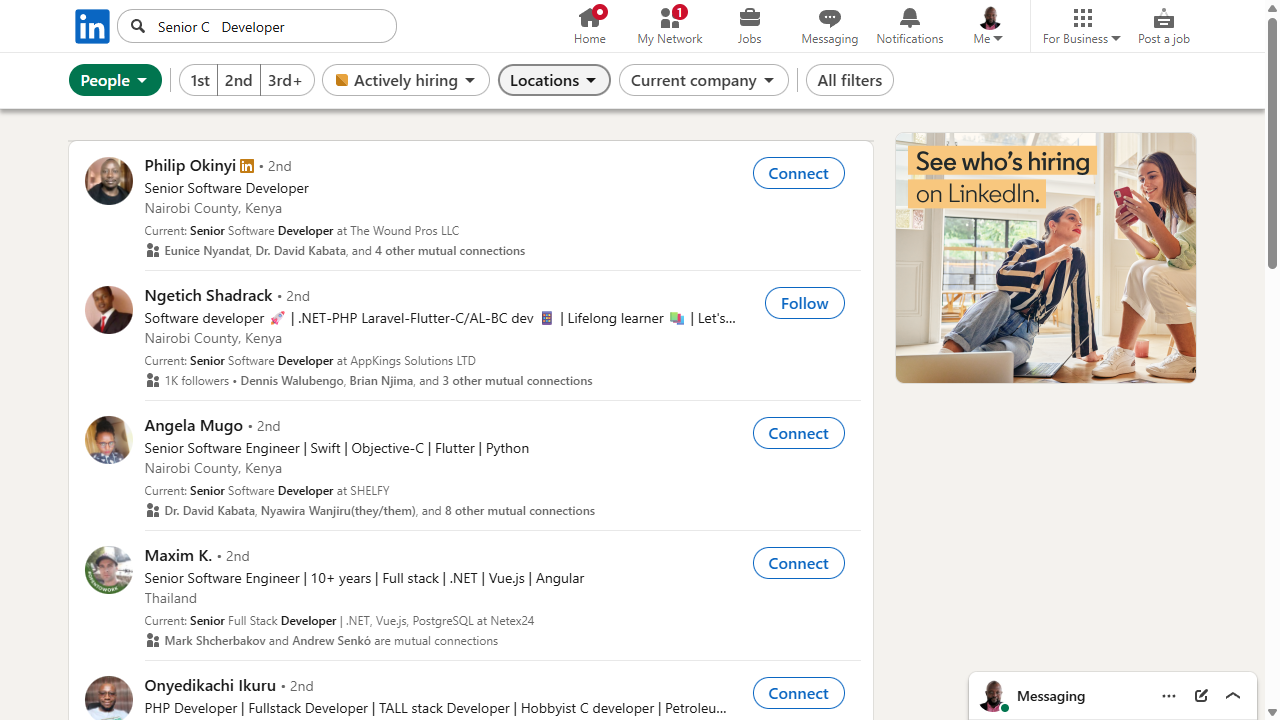 in
Senior C   Developer
Home
1
My Network
Jobs
Messaging
Notifications
Me
For Business
Post a job
People
1st
2nd
3rd+
Actively hiring
Locations
Current company
All filters
Philip Okinyi in • 2nd
Connect
Senior Software Developer
Nairobi County, Kenya
Current: Senior Software Developer at The Wound Pros LLC
Eunice Nyandat, Dr. David Kabata, and 4 other mutual connections
Ngetich Shadrack • 2nd
Follow
Software developer 🚀 | .NET-PHP Laravel-Flutter-C/AL-BC dev 🖥 | Lifelong learner 📚 | Let's...
Nairobi County, Kenya
Current: Senior Software Developer at AppKings Solutions LTD
1K followers • Dennis Walubengo, Brian Njima, and 3 other mutual connections
Angela Mugo • 2nd
Connect
Senior Software Engineer | Swift | Objective-C | Flutter | Python
Nairobi County, Kenya
Current: Senior Software Developer at SHELFY
Dr. David Kabata, Nyawira Wanjiru(they/them), and 8 other mutual connections
Maxim K. • 2nd
Connect
Senior Software Engineer | 10+ years | Full stack | .NET | Vue.js | Angular
Thailand
Current: Senior Full Stack Developer | .NET, Vue.js, PostgreSQL at Netex24
Mark Shcherbakov and Andrew Senkó are mutual connections
Onyedikachi Ikuru • 2nd
Connect
PHP Developer | Fullstack Developer | TALL stack Developer | Hobbyist C developer | Petroleu...
See who's hiring
on LinkedIn.
Messaging